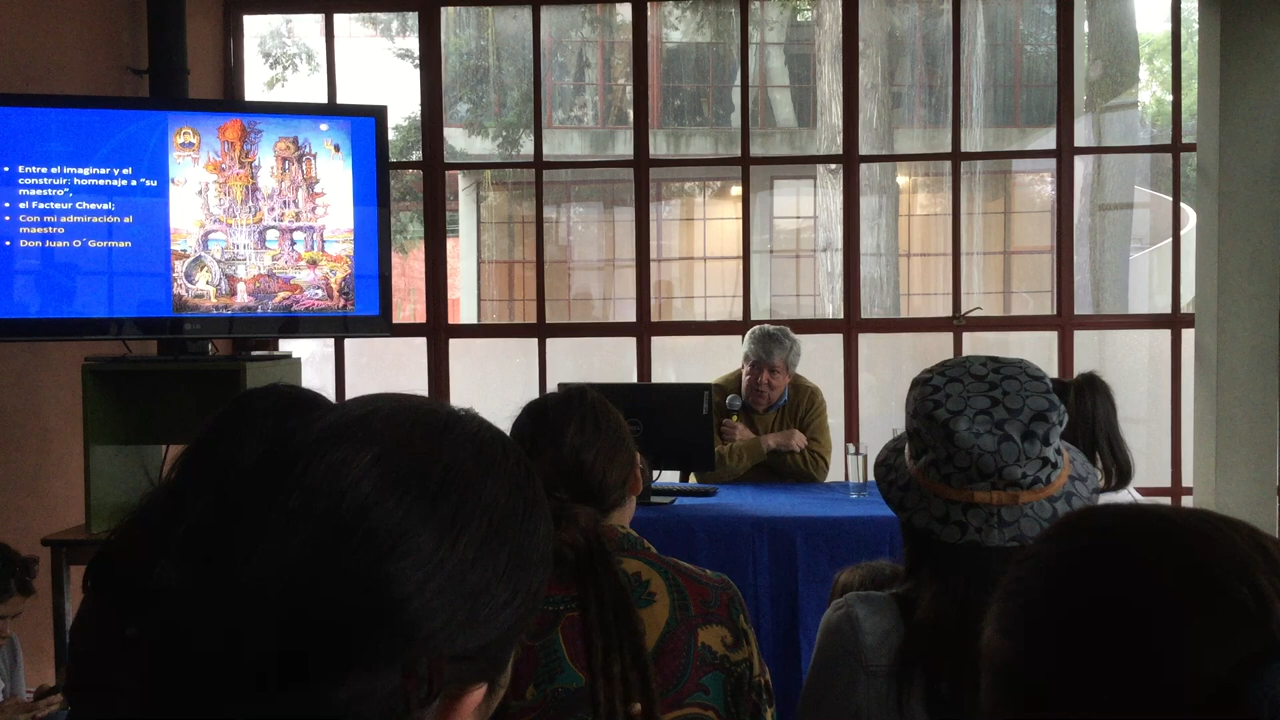 Entre el imaginar y el
construir: homenaje a "su
maestro".
el Facteur Cheval;
Con mi admiración al
maestro
Don Juan O´Gorman
LG
DELL